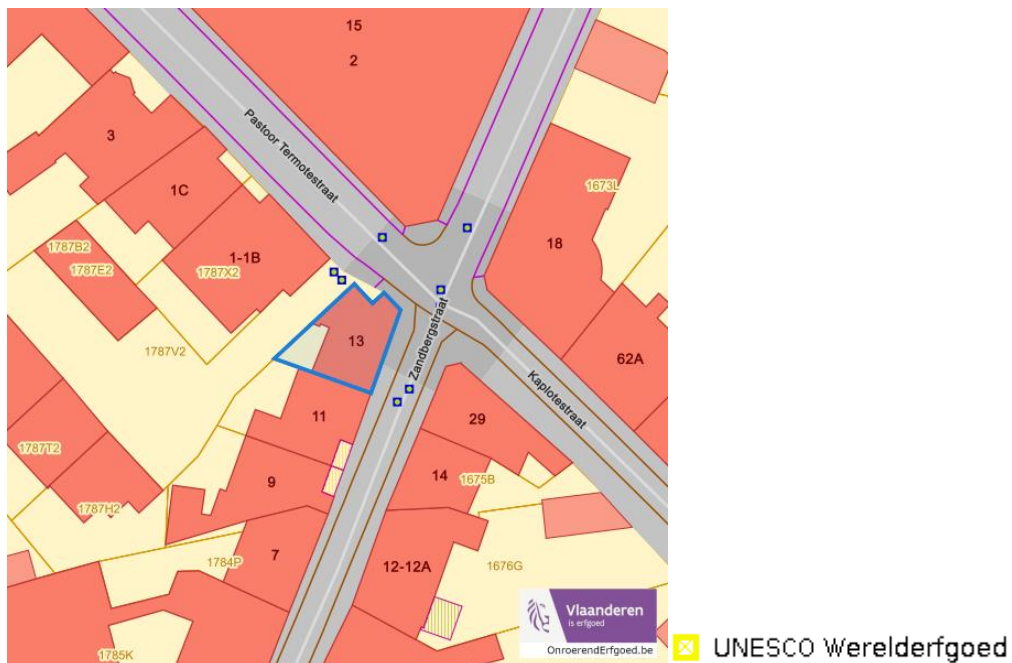 15
2
Pastoor Termotestraat
3
1673L
1C
18
1787B2
1787E2
1-1B
1787X2
13
Zandbergstraat
1787V2
62A
Kaplotestraat
11
29
1787T2
14
1675B
9
1787H2
7
1784P
12-12A
1676G
Vlaanderen
is erfgoed
OnroerendErfgoed.be
1785K
UNESCO Werelderfgoed